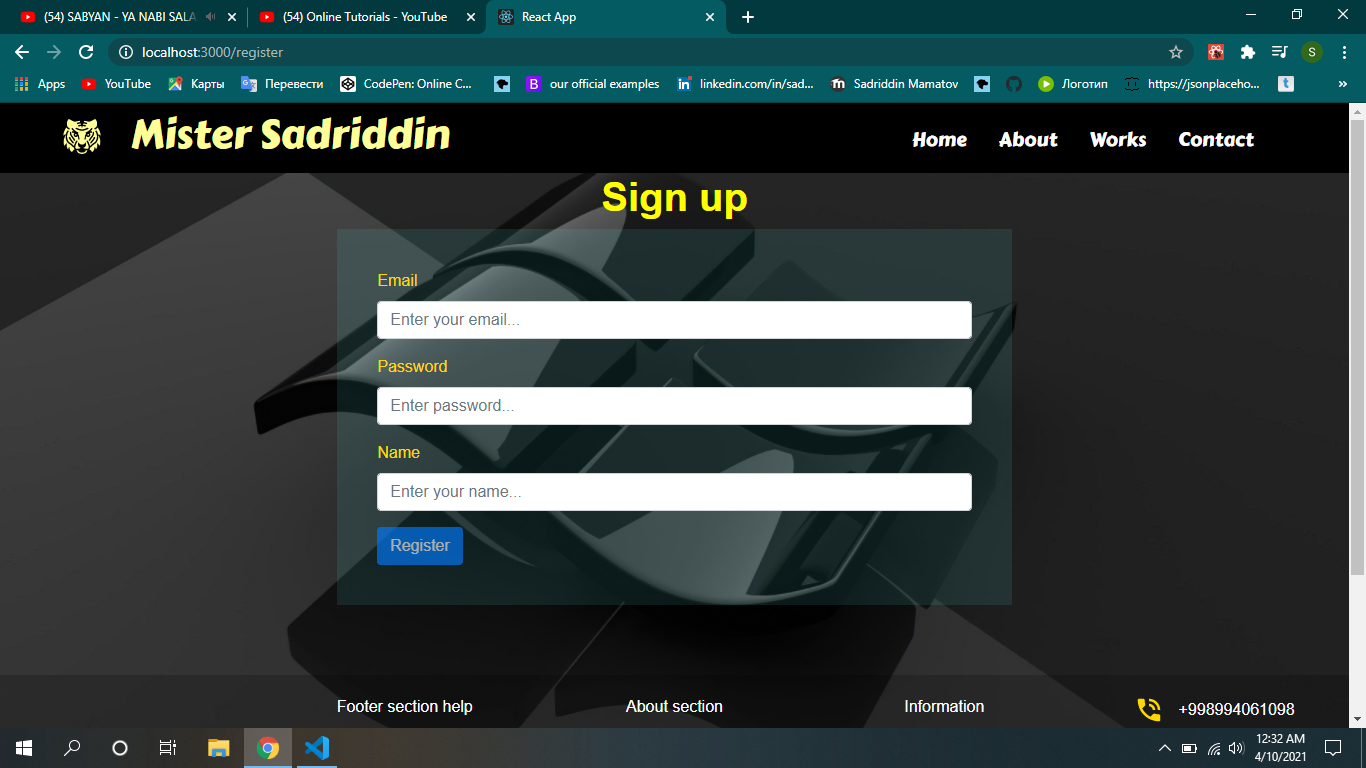 (54) SABYAN - YA NABI SALA
(54) Online Tutorials - YouTube
React App
localhost:3000/register
S
Apps
YouTube
Карты
Перевести
CodePen: Online C...
B
our official examples
linkedin.com/in/sad...
m
Sadriddin Mamatov
Логотип
https://jsonplaceho...
t
»
Mister Sadriddin
Home
About
Works
Contact
Sign up
Email
Enter your email...
Password
Enter password...
Name
Enter your name...
Register
Footer section help
About section
Information
+998994061098
12:32 AM
4/10/2021